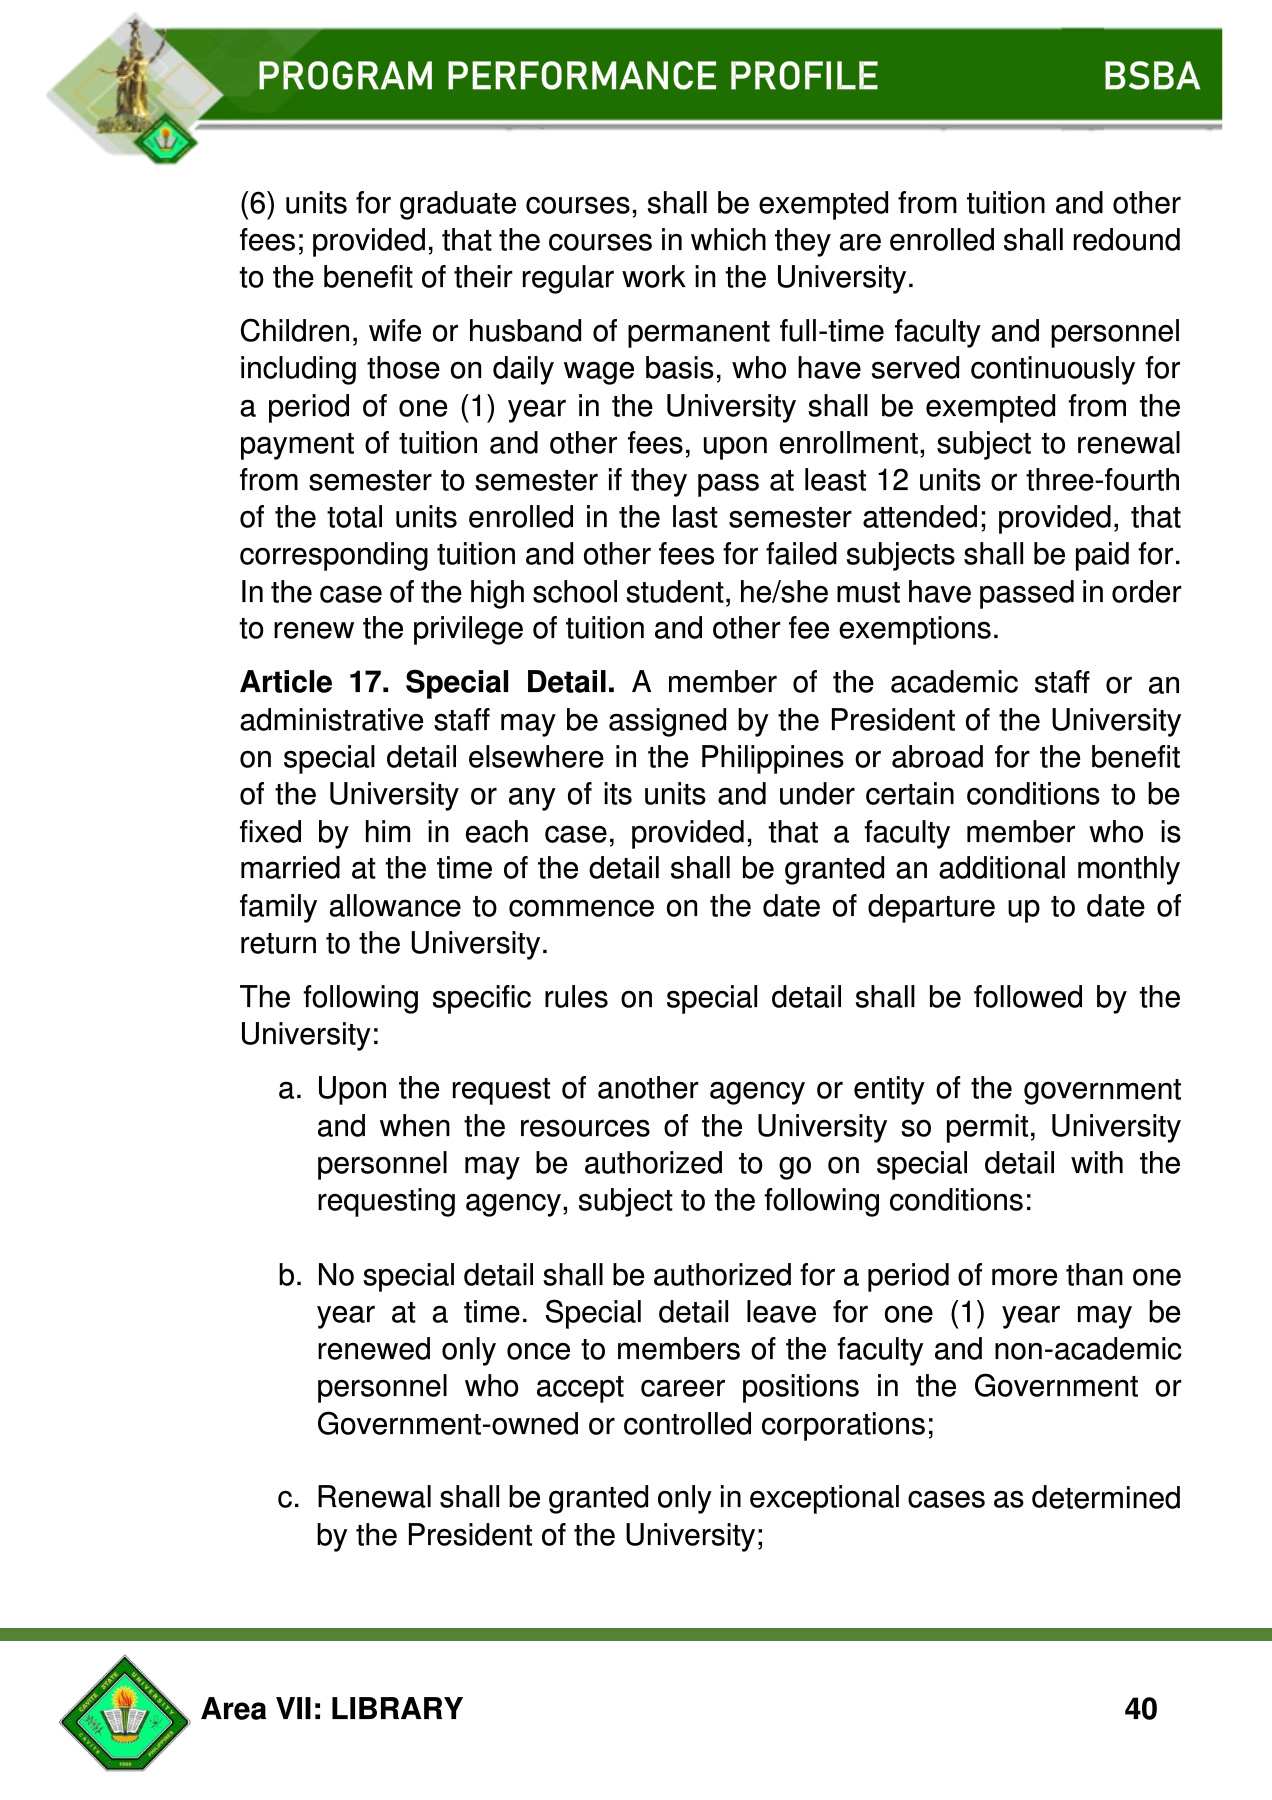 PROGRAM PERFORMANCE PROFILE BSBA
(6) units for graduate courses, shall be exempted from tuition and other
fees; provided, that the courses in which they are enrolled shall redound
to the benefit of their regular work in the University.
Children, wife or husband of permanent full-time faculty and personnel
including those on daily wage basis, who have served continuously for
a period of one (1) year in the University shall be exempted from the
payment of tuition and other fees, upon enrollment, subject to renewal
from semester to semester if they pass at least 12 units or three-fourth
of the total units enrolled in the last semester attended; provided, that
corresponding tuition and other fees for failed subjects shall be paid for.
In the case of the high school student, he/she must have passed in order
to renew the privilege of tuition and other fee exemptions.
Article 17. Special Detail. A member of the academic staff or an
administrative staff may be assigned by the President of the University
on special detail elsewhere in the Philippines or abroad for the benefit
of the University or any of its units and under certain conditions to be
fixed by him in each case, provided, that a faculty member who is
married at the time of the detail shall be granted an additional monthly
family allowance to commence on the date of departure up to date of
return to the University.
The following specific rules on special detail shall be followed by the
University:
a. Upon the request of another agency or entity of the government
and when the resources of the University so permit, University
personnel may be authorized to go on special detail with the
requesting agency, subject to the following conditions:
b. No special detail shall be authorized for a period of more than one
year at a time. Special detail leave for one (1) year may be
renewed only once to members of the faculty and non-academic
personnel who accept career positions in the Government or
Government-owned or controlled corporations;
c. Renewal shall be granted only in exceptional cases as determined
by the President of the University;
CAVITE STATE UNIVERSITY
CAVITE PHILIPPINES
1906
Area VII: LIBRARY 40